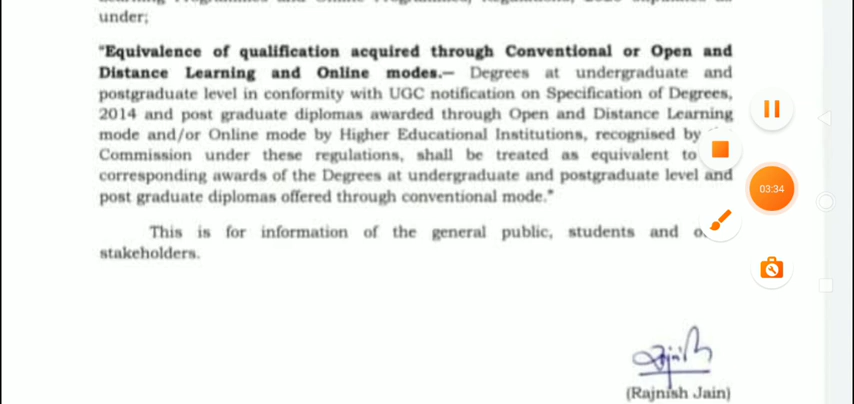 under;
"Equivalence of qualification acquired through Conventional or Open and
Distance Learning and Online modes.— Degrees at undergraduate and
postgraduate level in conformity with UGC notification on Specification of Degrees,
2014 and post graduate diplomas awarded through Open and Distance Learning
mode and/or Online mode by Higher Educational Institutions, recognised by
Commission under these regulations, shall be treated as equivalent to
corresponding awards of the Degrees at undergraduate and postgraduate level and
post graduate diplomas offered through conventional mode."
This is for information of the general public, students and
stakeholders.
(Rajnish Jain)
03:34